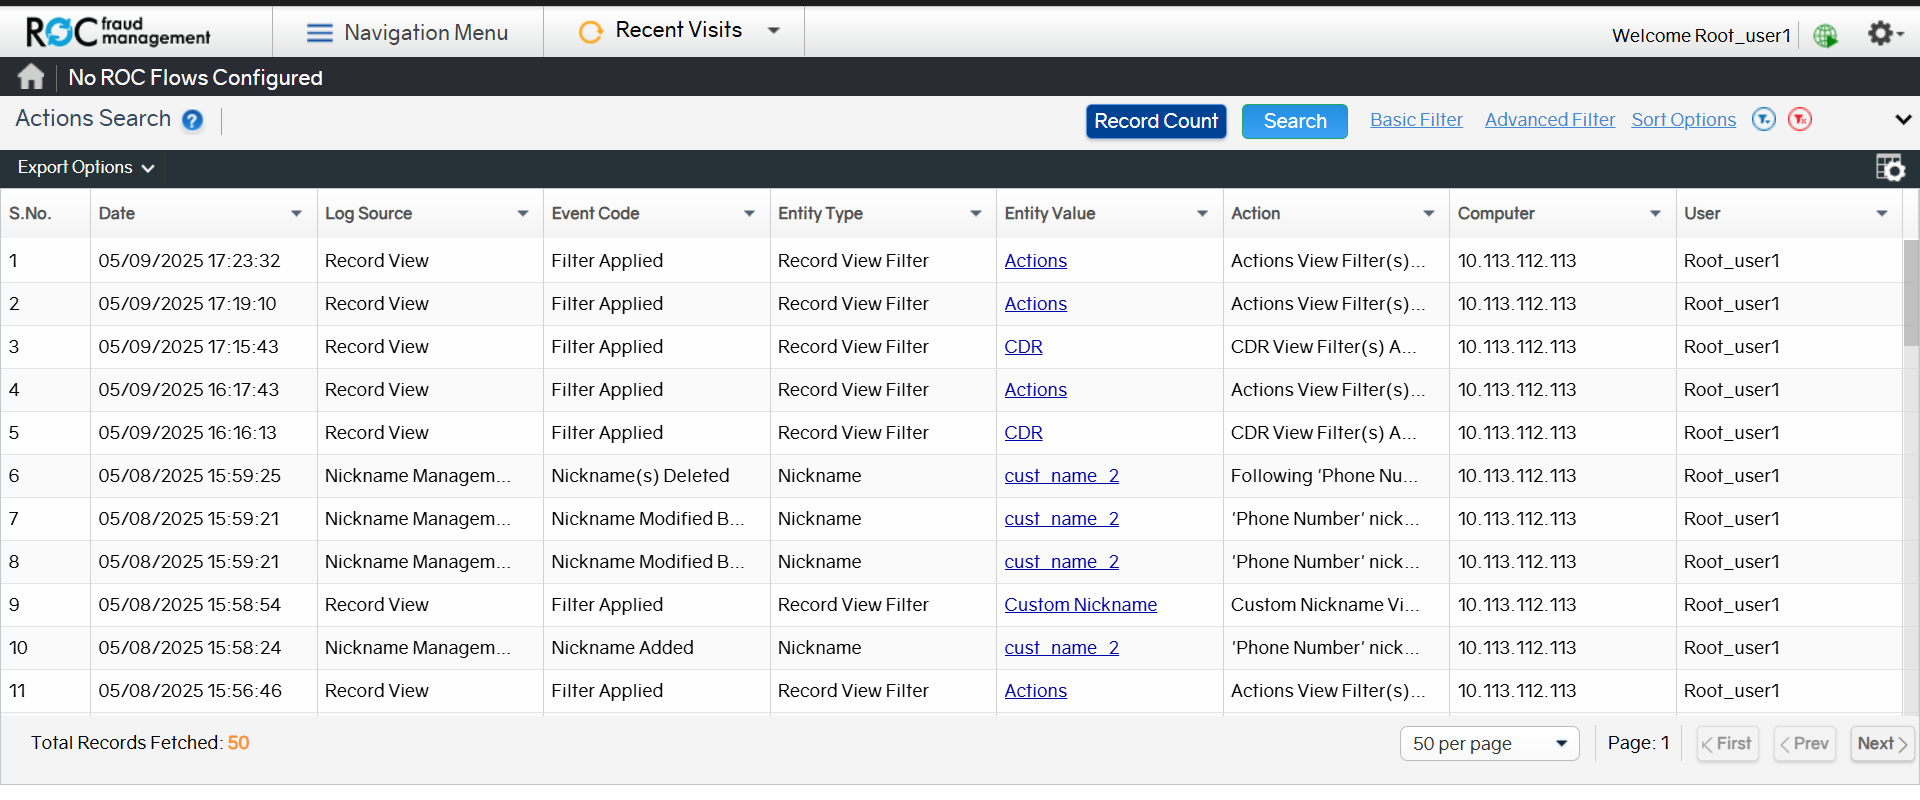 ROC fraud management
Navigation Menu
Recent Visits
Welcome Root_user1
No ROC Flows Configured
Actions Search ?
Record Count Search Basic Filter Advanced Filter Sort Options
Export Options
S.No. Date Log Source Event Code Entity Type Entity Value Action Computer User
1 05/09/2025 17:23:32 Record View Filter Applied Record View Filter Actions Actions View Filter(s)... 10.113.112.113 Root_user1
2 05/09/2025 17:19:10 Record View Filter Applied Record View Filter Actions Actions View Filter(s)... 10.113.112.113 Root_user1
3 05/09/2025 17:15:43 Record View Filter Applied Record View Filter CDR CDR View Filter(s) A... 10.113.112.113 Root_user1
4 05/09/2025 16:17:43 Record View Filter Applied Record View Filter Actions Actions View Filter(s)... 10.113.112.113 Root_user1
5 05/09/2025 16:16:13 Record View Filter Applied Record View Filter CDR CDR View Filter(s) A... 10.113.112.113 Root_user1
6 05/08/2025 15:59:25 Nickname Managem... Nickname(s) Deleted Nickname cust_name_2 Following 'Phone Nu... 10.113.112.113 Root_user1
7 05/08/2025 15:59:21 Nickname Managem... Nickname Modified B... Nickname cust_name_2 'Phone Number' nick... 10.113.112.113 Root_user1
8 05/08/2025 15:59:21 Nickname Managem... Nickname Modified B... Nickname cust_name_2 'Phone Number' nick... 10.113.112.113 Root_user1
9 05/08/2025 15:58:54 Record View Filter Applied Record View Filter Custom Nickname Custom Nickname Vi... 10.113.112.113 Root_user1
10 05/08/2025 15:58:24 Nickname Managem... Nickname Added Nickname cust_name_2 'Phone Number' nick... 10.113.112.113 Root_user1
11 05/08/2025 15:56:46 Record View Filter Applied Record View Filter Actions Actions View Filter(s)... 10.113.112.113 Root_user1
Total Records Fetched: 50
50 per page Page: 1 First Prev Next